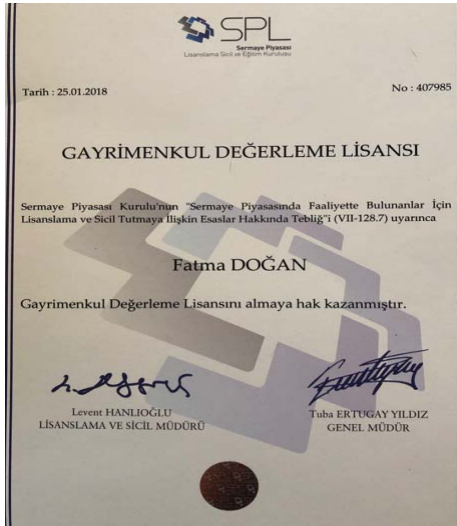 SPL
Sermaye Piyasası
Lisanslama Sicil ve Eğitim Kuruluşu
Tarih : 25.01.2018
No : 407985
GAYRİMENKUL DEĞERLEME LİSANSI
Sermaye Piyasası Kurulu'nun "Sermaye Piyasasında Faaliyette Bulunanlar İçin
Lisanslama ve Sicil Tutmaya İlişkin Esaslar Hakkında Tebliğ"i (VII-128.7) uyarınca
Fatma DOĞAN
Gayrimenkul Değerleme Lisansını almaya hak kazanmıştır.
Levent HANLIOĞLU
LİSANSLAMA VE SİCİL MÜDÜRÜ
Tuba ERTUGAY YILDIZ
GENEL MÜDÜR